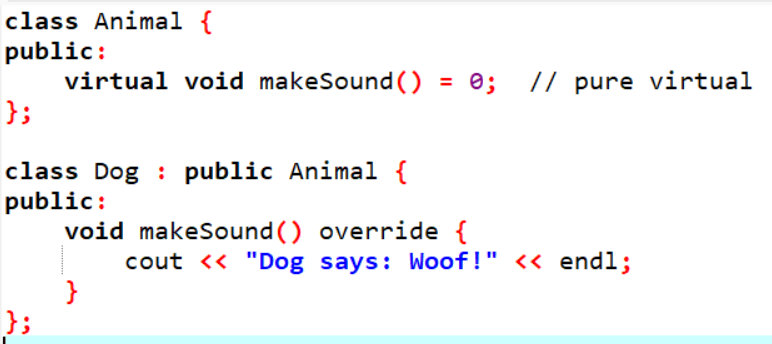 class Animal {
public:
    virtual void makeSound() = 0;  // pure virtual
};

class Dog : public Animal {
public:
    void makeSound() override {
        cout << "Dog says: Woof!" << endl;
    }
};